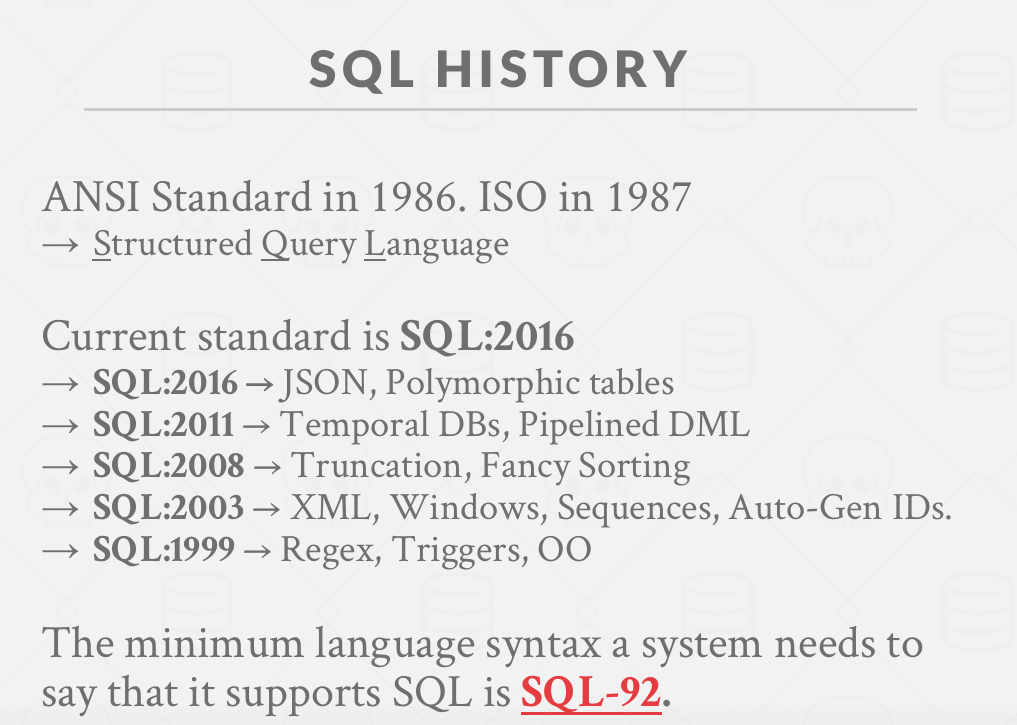 SQL HISTORY
ANSI Standard in 1986. ISO in 1987
→ Structured Query Language
Current standard is SQL:2016
→ SQL:2016 → JSON, Polymorphic tables
→ SQL:2011 → Temporal DBs, Pipelined DML
→ SQL:2008 → Truncation, Fancy Sorting
→ SQL:2003 → XML, Windows, Sequences, Auto-Gen IDs.
→ SQL:1999 → Regex, Triggers, OO
The minimum language syntax a system needs to
say that it supports SQL is SQL-92.